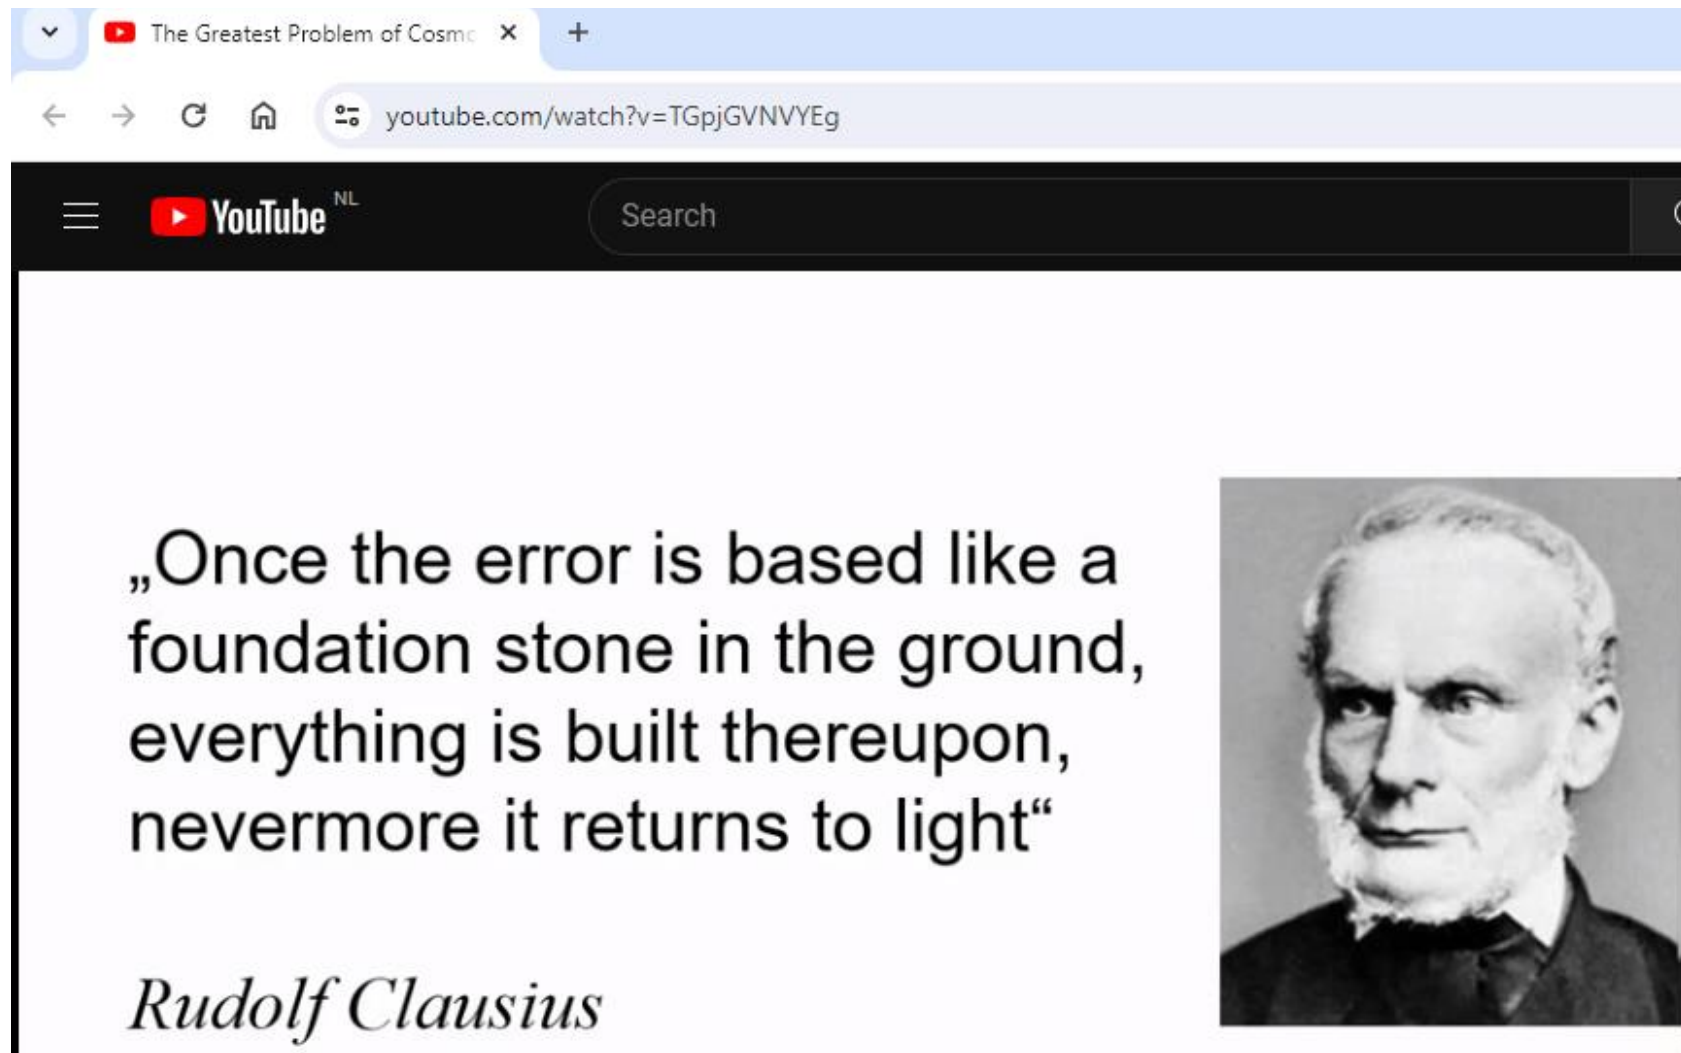 The Greatest Problem of Cosmo
youtube.com/watch?v=TGpjGVNVYEg
YouTube NL
Search
„Once the error is based like a
foundation stone in the ground,
everything is built thereupon,
nevermore it returns to light“
Rudolf Clausius